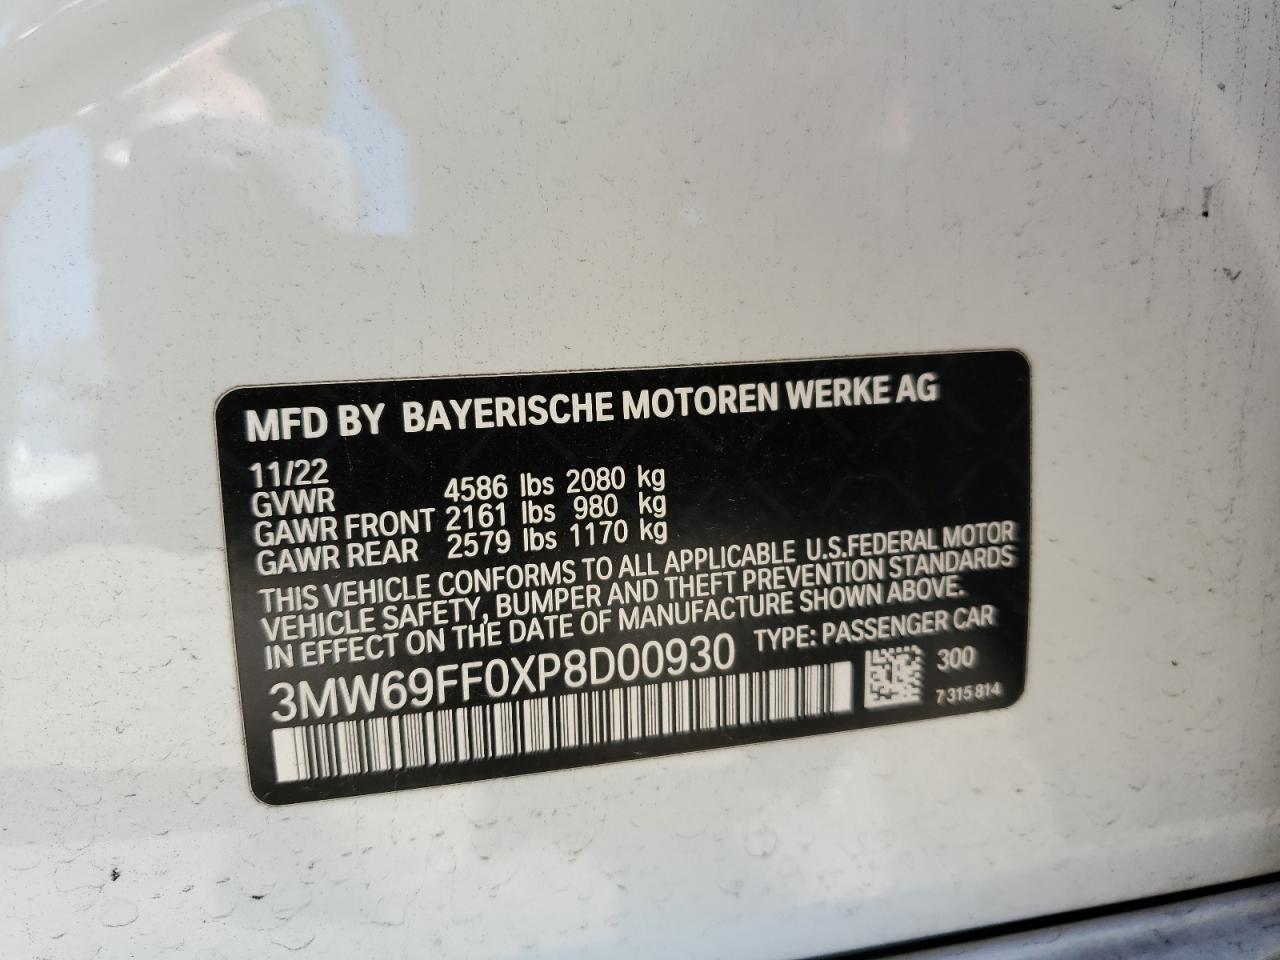 MFD BY BAYERISCHE MOTOREN WERKE AG
11/22
GVWR 4586 lbs 2080 kg
GAWR FRONT 2161 lbs 980 kg
GAWR REAR 2579 lbs 1170 kg
THIS VEHICLE CONFORMS TO ALL APPLICABLE U.S.FEDERAL MOTOR
VEHICLE SAFETY, BUMPER AND THEFT PREVENTION STANDARDS
IN EFFECT ON THE DATE OF MANUFACTURE SHOWN ABOVE.
3MW69FF0XP8D00930 TYPE: PASSENGER CAR
300
7 315 814